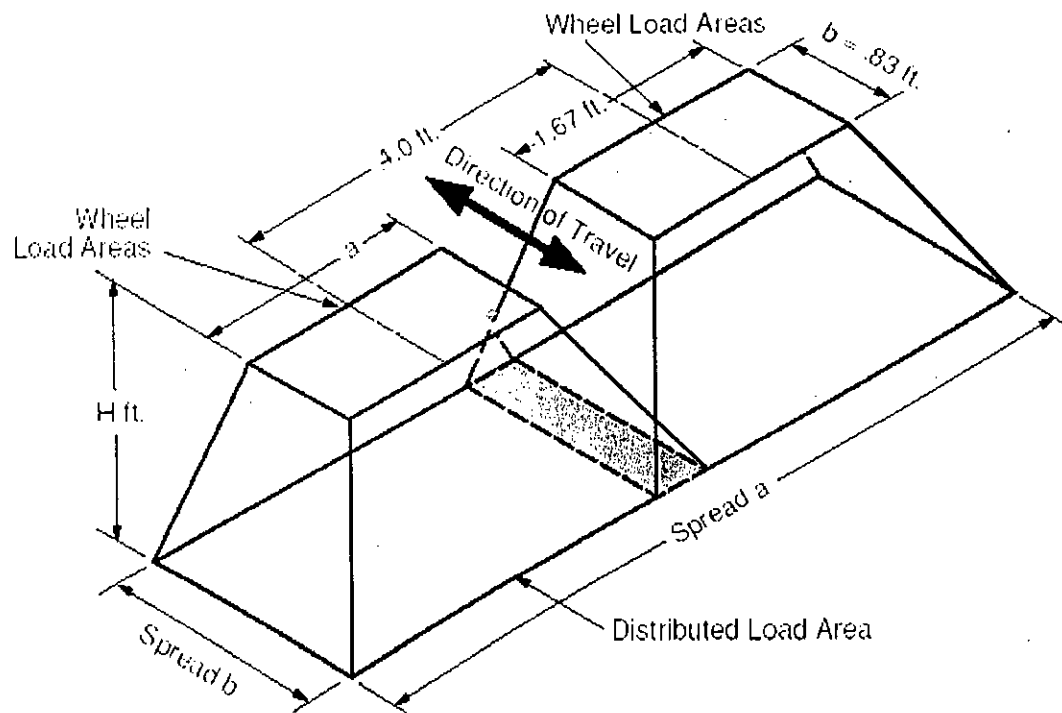 Wheel Load Areas
b = .83 ft.
1.67 ft.
4.0 ft.
Direction of Travel
Wheel
Load Areas
a
a
H ft.
Spread a
Spread b
Distributed Load Area